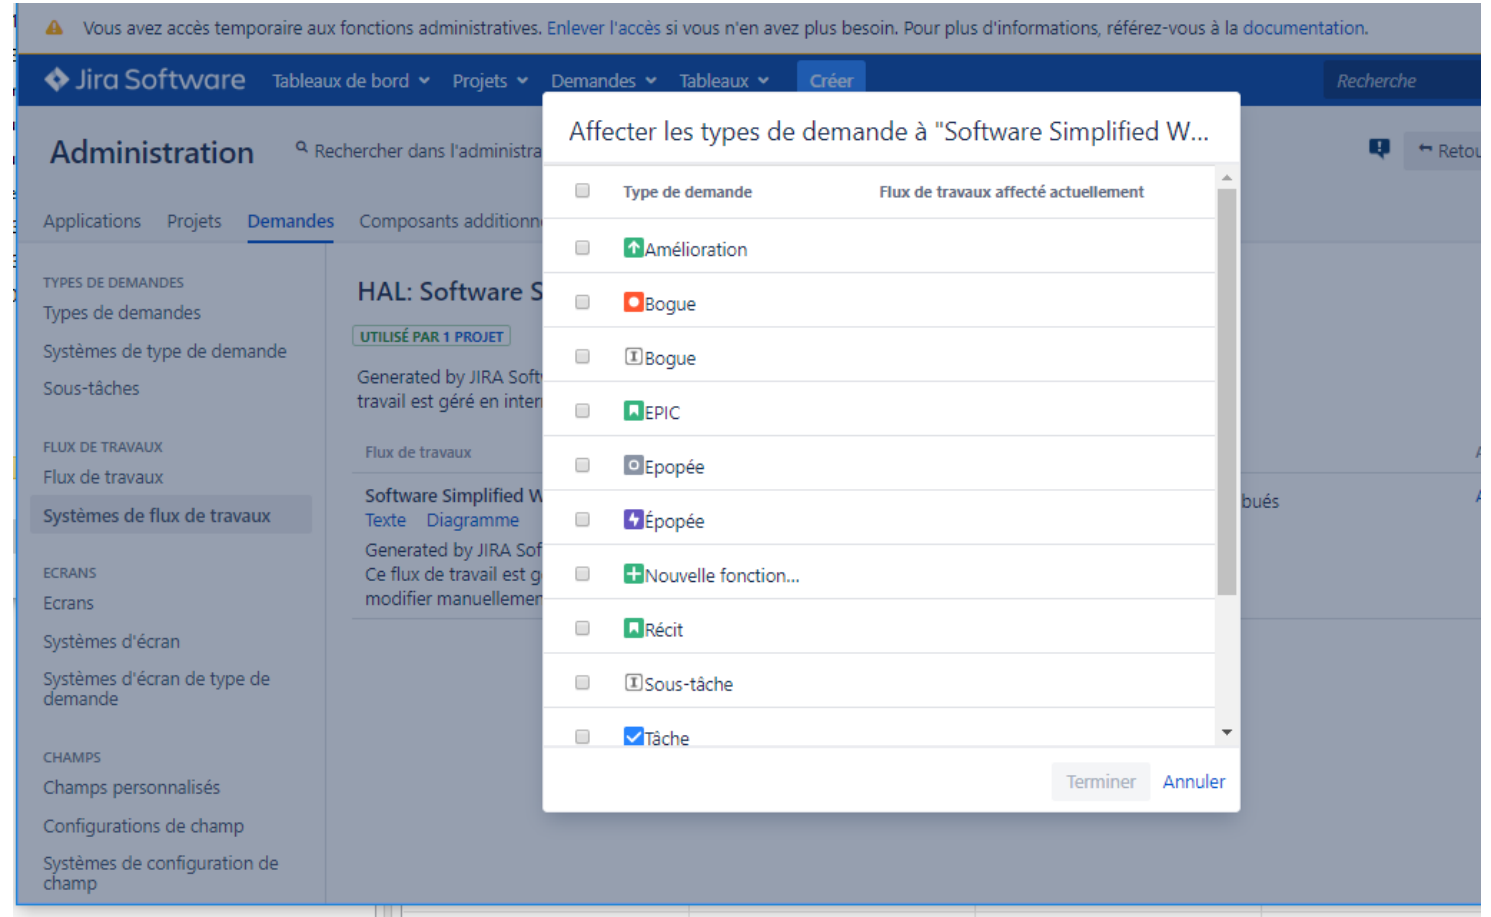 Vous avez accès temporaire aux fonctions administratives. Enlever l'accès si vous n'en avez plus besoin. Pour plus d'informations, référez-vous à la documentation.
Jira Software Tableaux de bord Projets Demandes Tableaux Créer Recherche
Administration Rechercher dans l'administra Retou
Applications Projets Demandes Composants additionn
TYPES DE DEMANDES
Types de demandes
Systèmes de type de demande
Sous-tâches
FLUX DE TRAVAUX
Flux de travaux
Systèmes de flux de travaux
ECRANS
Ecrans
Systèmes d'écran
Systèmes d'écran de type de
demande
CHAMPS
Champs personnalisés
Configurations de champ
Systèmes de configuration de
champ
HAL: Software S
UTILISÉ PAR 1 PROJET
Generated by JIRA Soft
travail est géré en inter
Flux de travaux
Software Simplified W
Texte Diagramme
Generated by JIRA Sof
Ce flux de travail est g
modifier manuellemen
bués
Affecter les types de demande à "Software Simplified W...
Type de demande Flux de travaux affecté actuellement
Amélioration
Bogue
Bogue
EPIC
Epopée
Épopée
Nouvelle fonction...
Récit
Sous-tâche
Tâche
Terminer Annuler